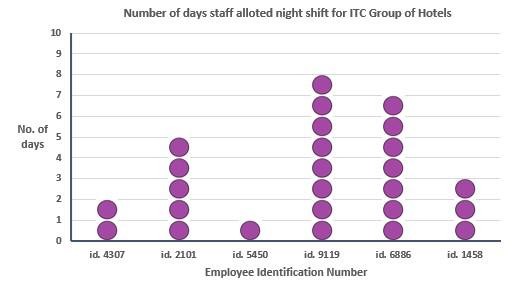 Number of days staff alloted night shift for ITC Group of Hotels
10
9
8
7
6
5
4
3
2
1
0
No. of
days
id. 4307 id. 2101 id. 5450 id. 9119 id. 6886 id. 1458
Employee Identification Number